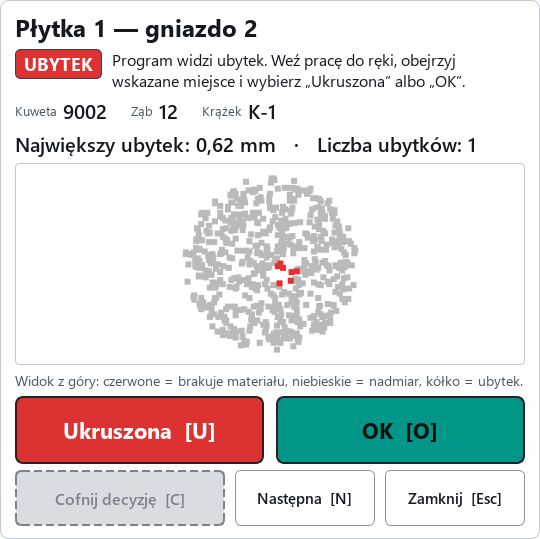 Płytka 1 — gniazdo 2
UBYTEK
Program widzi ubytek. Weź pracę do ręki, obejrzyj
wskazane miejsce i wybierz „Ukruszona” albo „OK”.
Kuweta 9002 Ząb 12 Krążek K-1
Największy ubytek: 0,62 mm · Liczba ubytków: 1
Widok z góry: czerwone = brakuje materiału, niebieskie = nadmiar, kółko = ubytek.
Ukruszona [U] OK [O]
Cofnij decyzję [C] Następna [N] Zamknij [Esc]